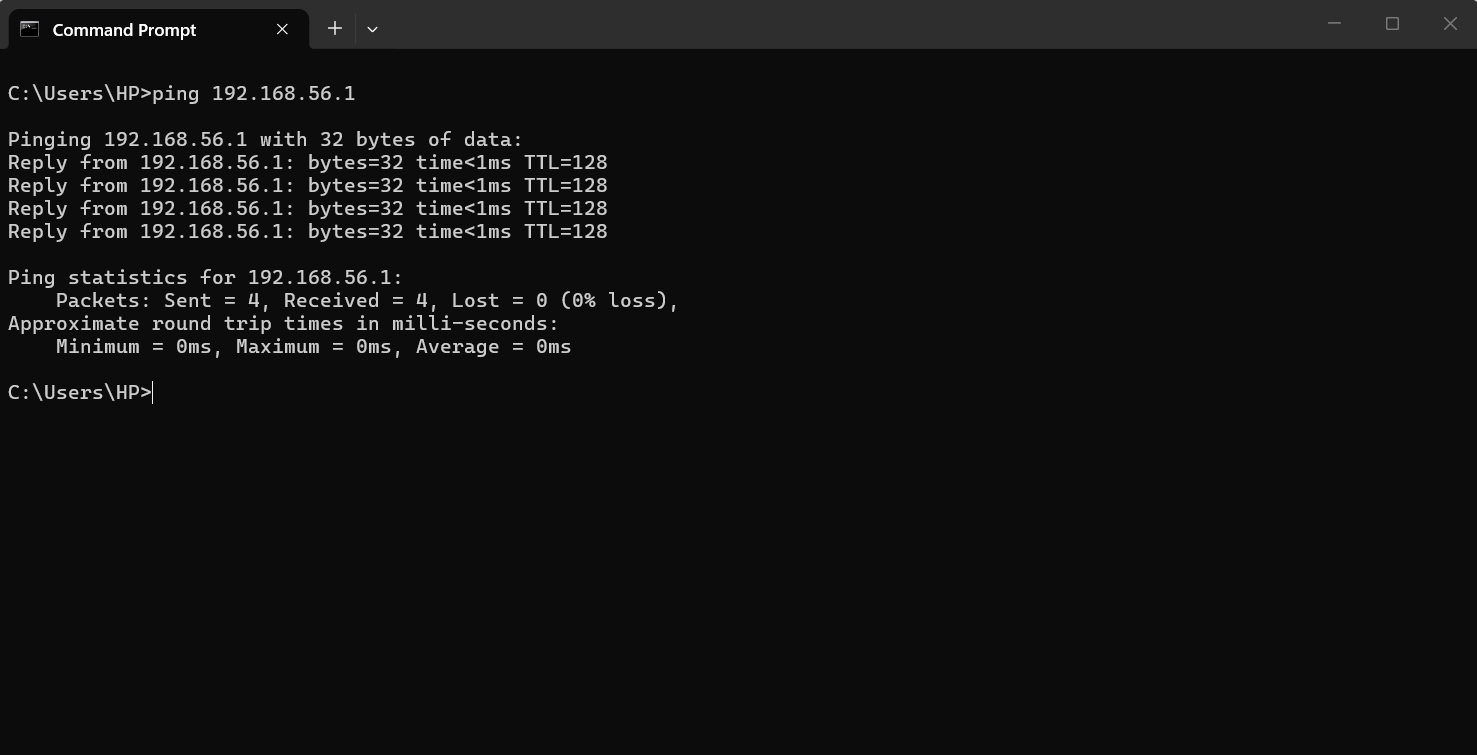 Command Prompt
C:\Users\HP>ping 192.168.56.1
Pinging 192.168.56.1 with 32 bytes of data:
Reply from 192.168.56.1: bytes=32 time<1ms TTL=128
Reply from 192.168.56.1: bytes=32 time<1ms TTL=128
Reply from 192.168.56.1: bytes=32 time<1ms TTL=128
Reply from 192.168.56.1: bytes=32 time<1ms TTL=128
Ping statistics for 192.168.56.1:
    Packets: Sent = 4, Received = 4, Lost = 0 (0% loss),
Approximate round trip times in milli-seconds:
    Minimum = 0ms, Maximum = 0ms, Average = 0ms
C:\Users\HP>